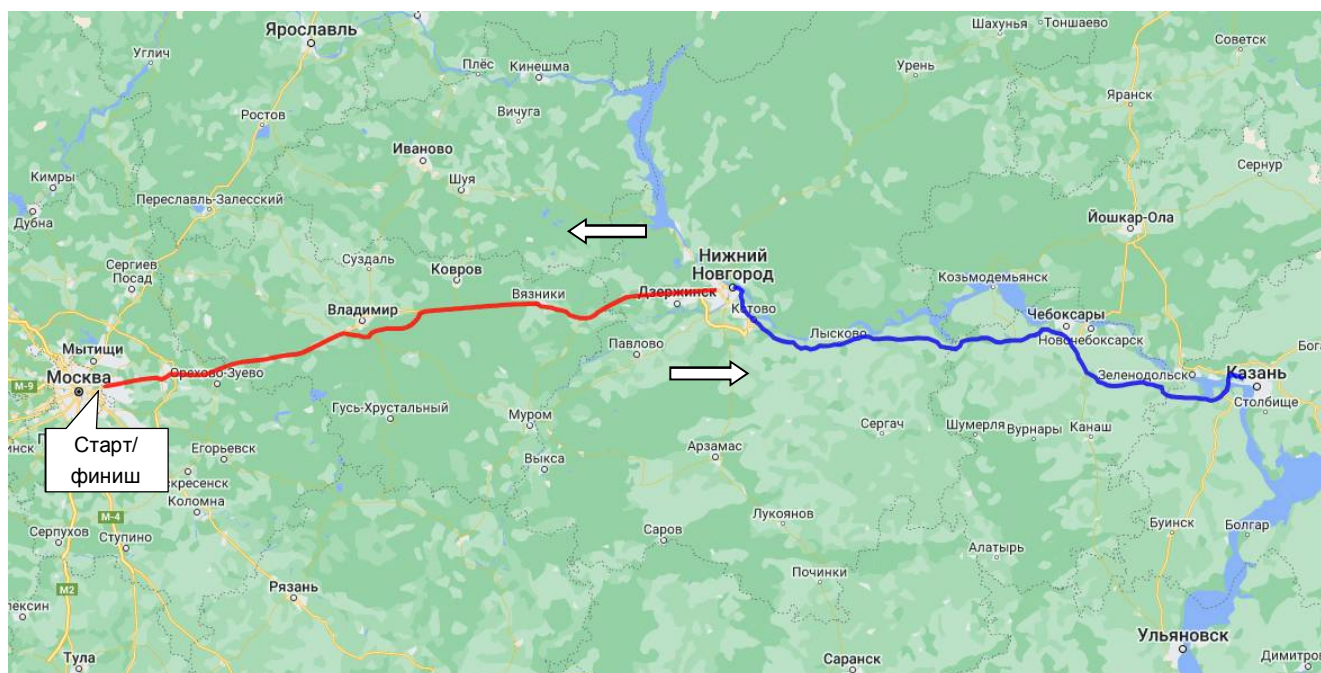 Ярославль
Шахунья
Тоншаево
Углич
Советск
Плёс
Кинешма
Урень
Яранск
Вичуга
Ростов
Иваново
Шуя
Кимры
Сернур
Переславль-Залесский
Дубна
Йошкар-Ола
Сергиев
Посад
Суздаль
Ковров
Нижний
Новгород
Козьмодемьянск
Вязники
Дзержинск
Владимир
Кстово
Лысково
Чебоксары
Новочебоксарск
Мытищи
Павлово
Орехово-Зуево
Зеленодольск
Казань
М-9
Москва
Столбище
Гусь-Хрустальный
Муром
Сергач
Шумерля
Вурнары
Канаш
Старт/
финиш
Егорьевск
Арзамас
Выкса
Коломна
М-4
Лукоянов
Серпухов
Ступино
Саров
Буинск
Болгар
Алатырь
М2
Рязань
Починки
Ульяновск
Тула
Саранск